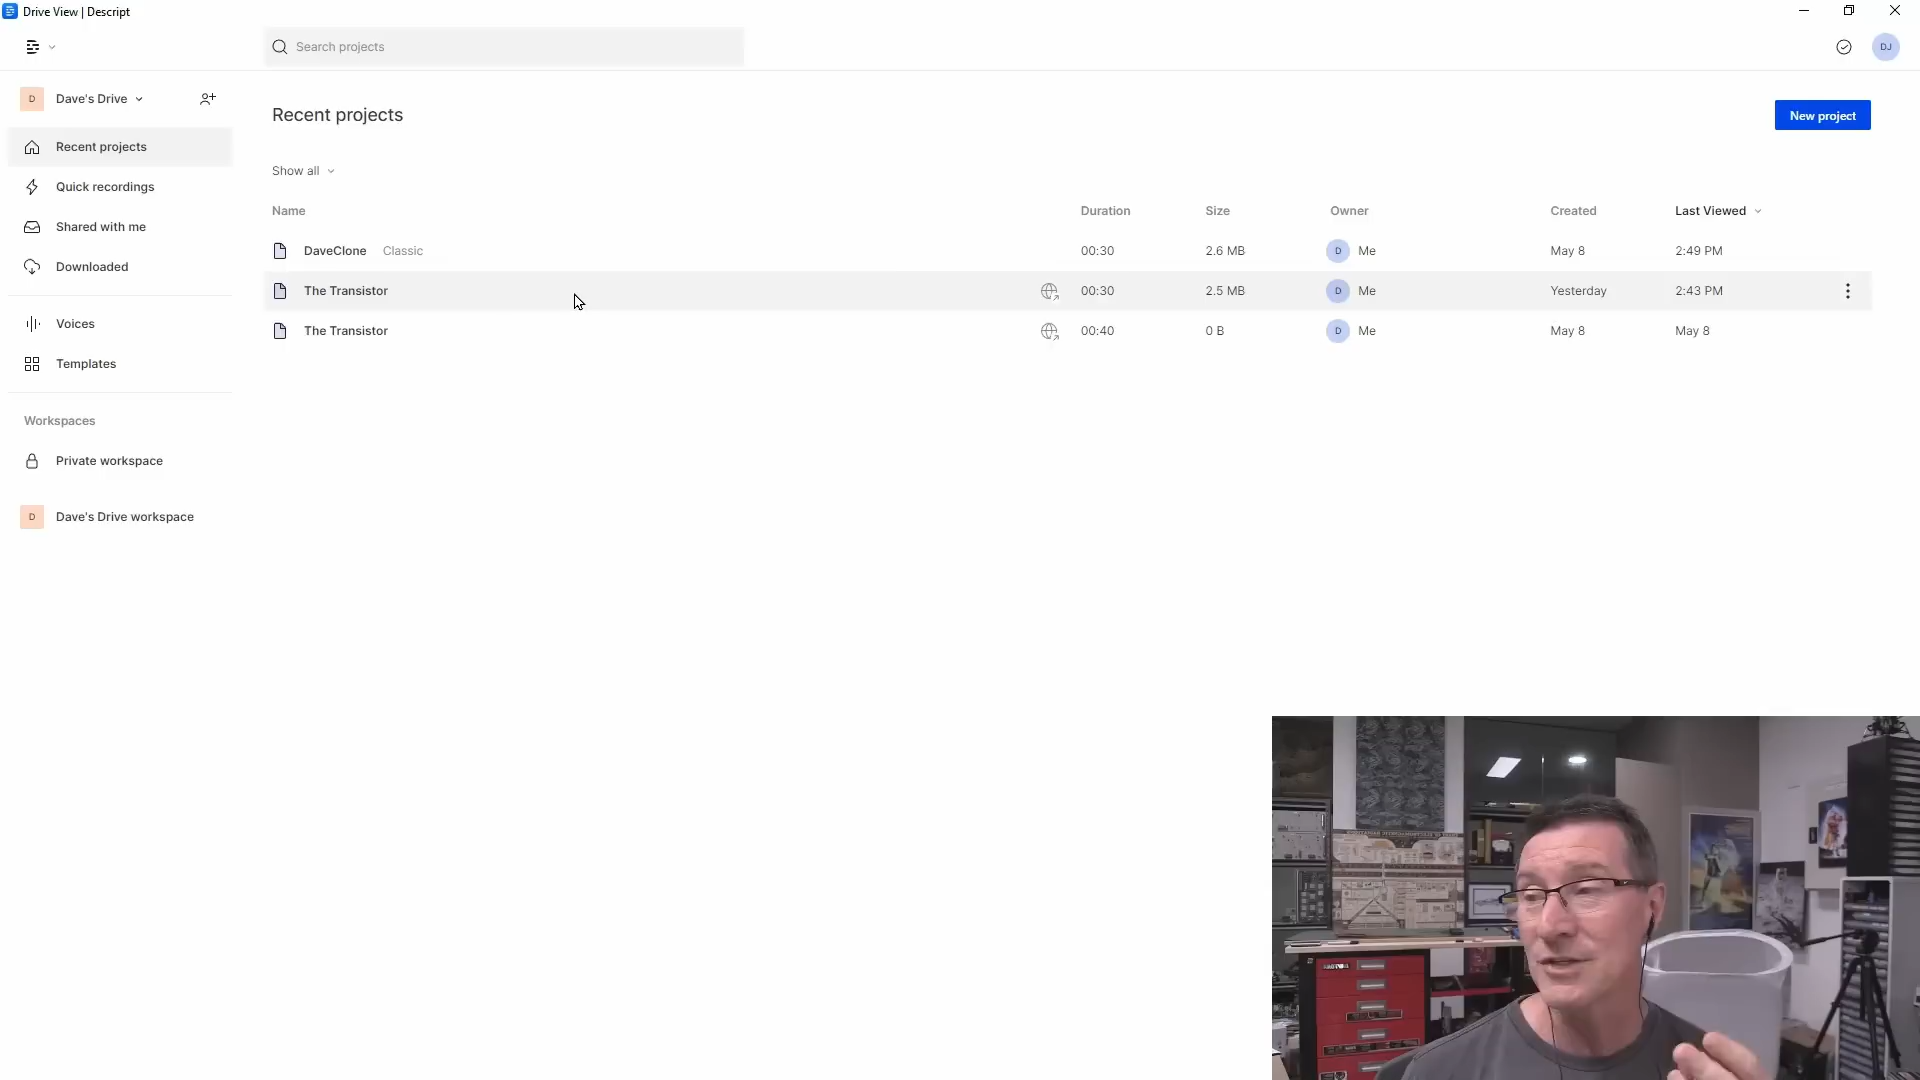 Drive View | Descript
Search projects
DJ
D Dave's Drive
Recent projects
Quick recordings
Shared with me
Downloaded
Voices
Templates
Workspaces
Private workspace
D Dave's Drive workspace
Recent projects
New project
Show all
Name Duration Size Owner Created Last Viewed
DaveClone Classic 00:30 2.6 MB D Me May 8 2:49 PM
The Transistor 00:30 2.5 MB D Me Yesterday 2:43 PM
The Transistor 00:40 0 B D Me May 8 May 8